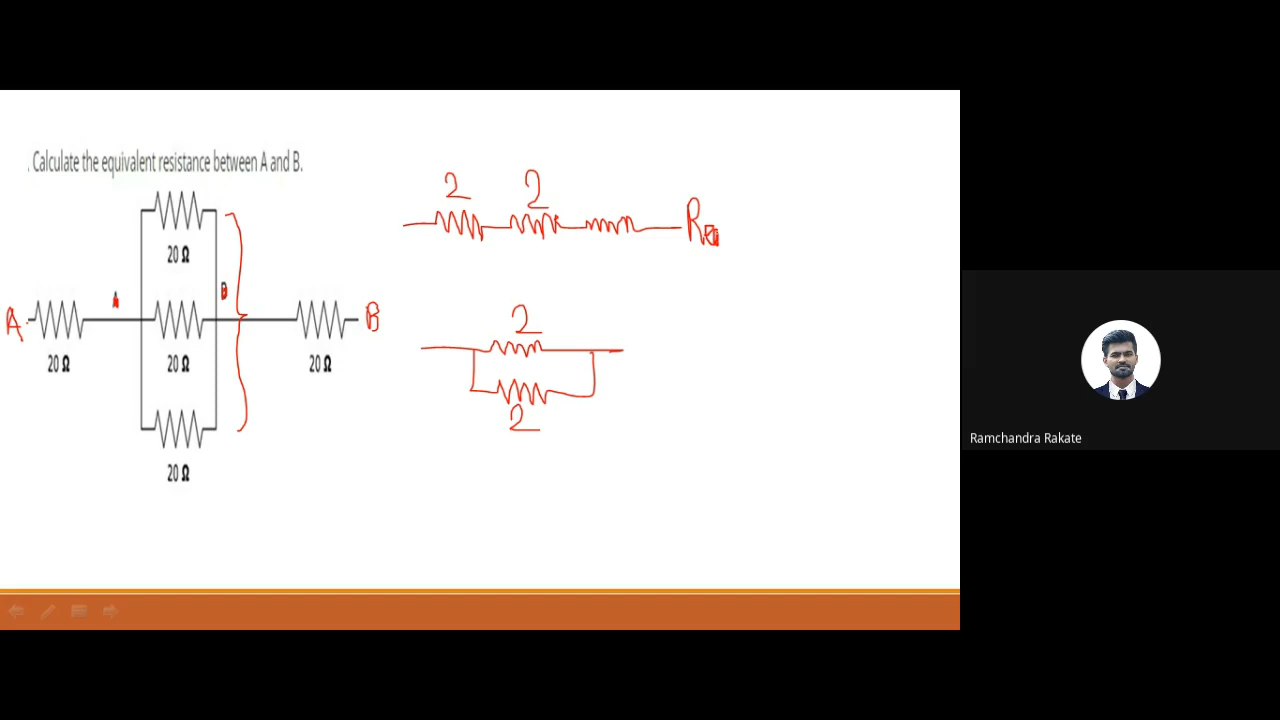 . Calculate the equivalent resistance between A and B.
20 Ω
A
20 Ω
A
20 Ω
B
20 Ω
B
20 Ω
2
2
R
2
2
Ramchandra Rakate